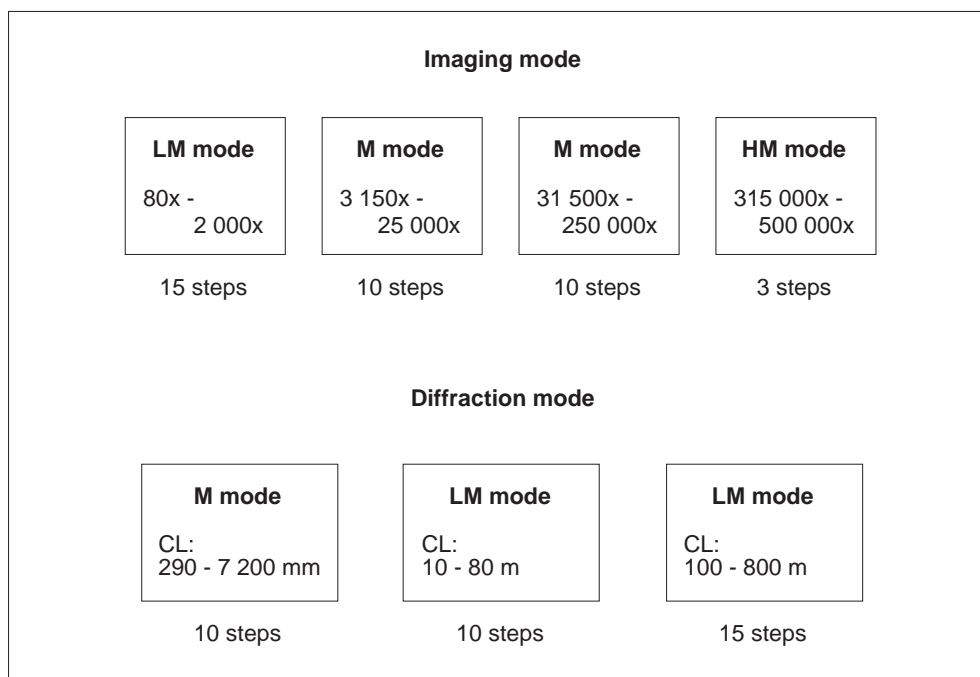 Imaging mode
LM mode
80x -
2 000x
15 steps
M mode
3 150x -
25 000x
10 steps
M mode
31 500x -
250 000x
10 steps
HM mode
315 000x -
500 000x
3 steps
Diffraction mode
M mode
CL:
290 - 7 200 mm
10 steps
LM mode
CL:
10 - 80 m
10 steps
LM mode
CL:
100 - 800 m
15 steps